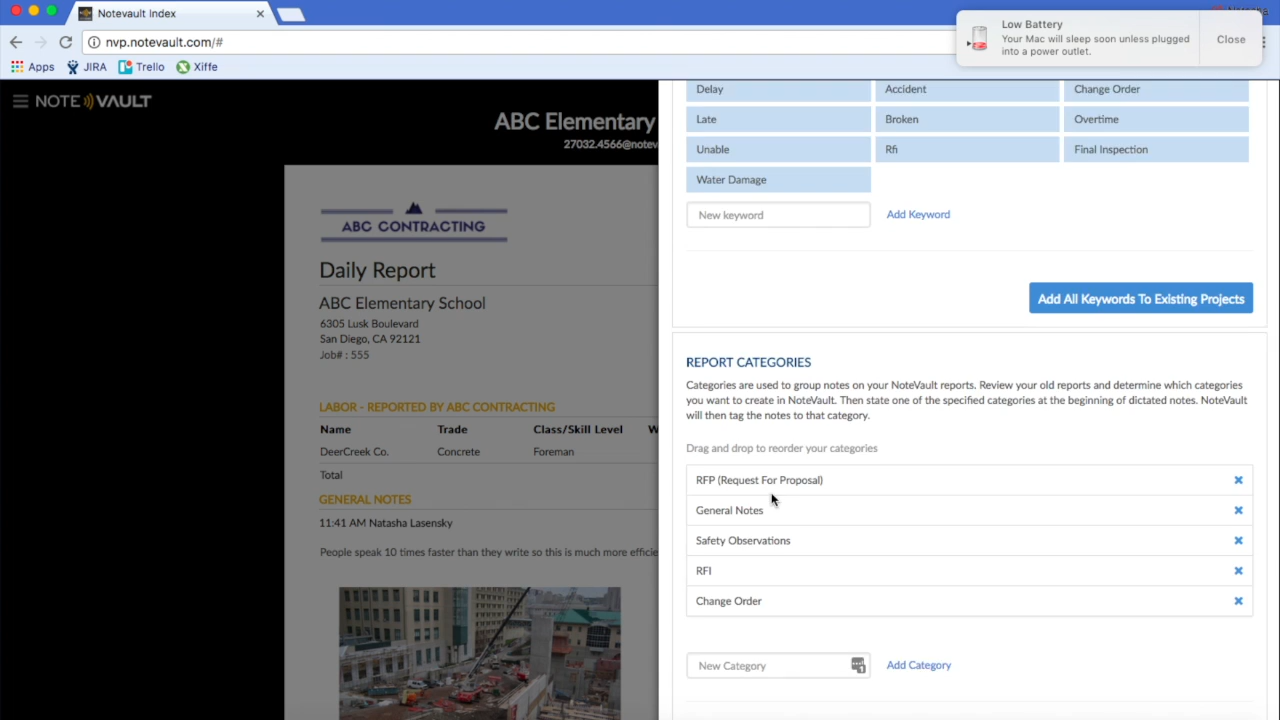 Notevault Index
Low Battery
Your Mac will sleep soon unless plugged
into a power outlet.
Close
nvp.notevault.com/#
Apps
JIRA
Trello
Xiffe
NOTE VAULT
ABC Elementary
27032.4566@notev
ABC CONTRACTING
Daily Report
ABC Elementary School
6305 Lusk Boulevard
San Diego, CA 92121
Job# : 555
LABOR - REPORTED BY ABC CONTRACTING
Name Trade Class/Skill Level W
DeerCreek Co. Concrete Foreman
Total
GENERAL NOTES
11:41 AM Natasha Lasensky
People speak 10 times faster than they write so this is much more efficie
Delay Accident Change Order
Late Broken Overtime
Unable Rfi Final Inspection
Water Damage
New keyword Add Keyword
Add All Keywords To Existing Projects
REPORT CATEGORIES
Categories are used to group notes on your NoteVault reports. Review your old reports and determine which categories
you want to create in NoteVault. Then state one of the specified categories at the beginning of dictated notes. NoteVault
will then tag the notes to that category.
Drag and drop to reorder your categories
RFP (Request For Proposal)
General Notes
Safety Observations
RFI
Change Order
New Category Add Category